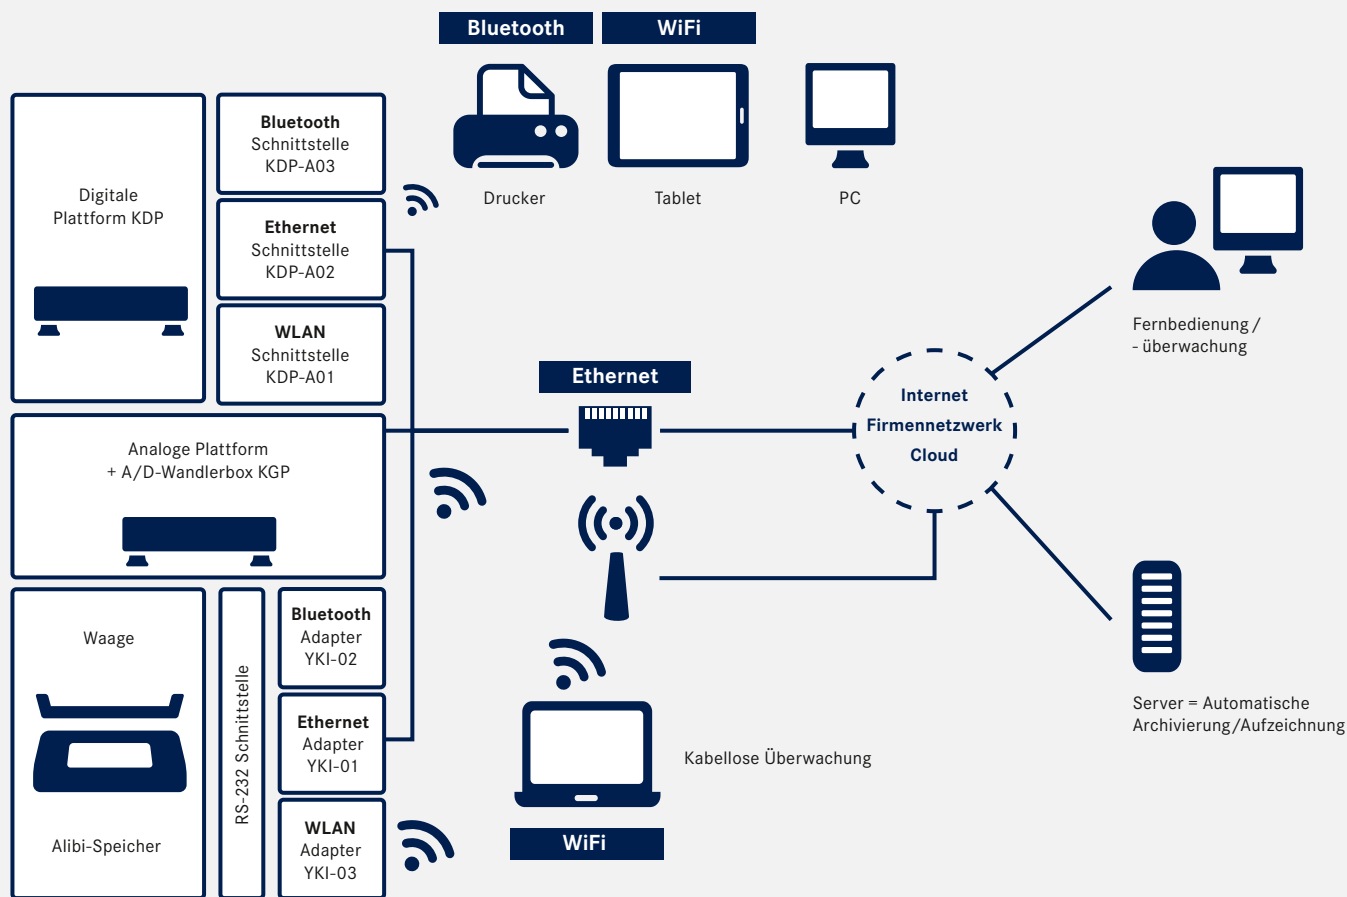 Bluetooth
WiFi
Drucker
Tablet
PC
Digitale
Plattform KDP
Bluetooth
Schnittstelle
KDP-A03
Ethernet
Schnittstelle
KDP-A02
WLAN
Schnittstelle
KDP-A01
Analoge Plattform
+ A/D-Wandlerbox KGP
Waage
Alibi-Speicher
RS-232 Schnittstelle
Bluetooth
Adapter
YKI-02
Ethernet
Adapter
YKI-01
WLAN
Adapter
YKI-03
Ethernet
Kabellose Überwachung
WiFi
Internet
Firmennetzwerk
Cloud
Fernbedienung /
- überwachung
Server = Automatische
Archivierung/Aufzeichnung